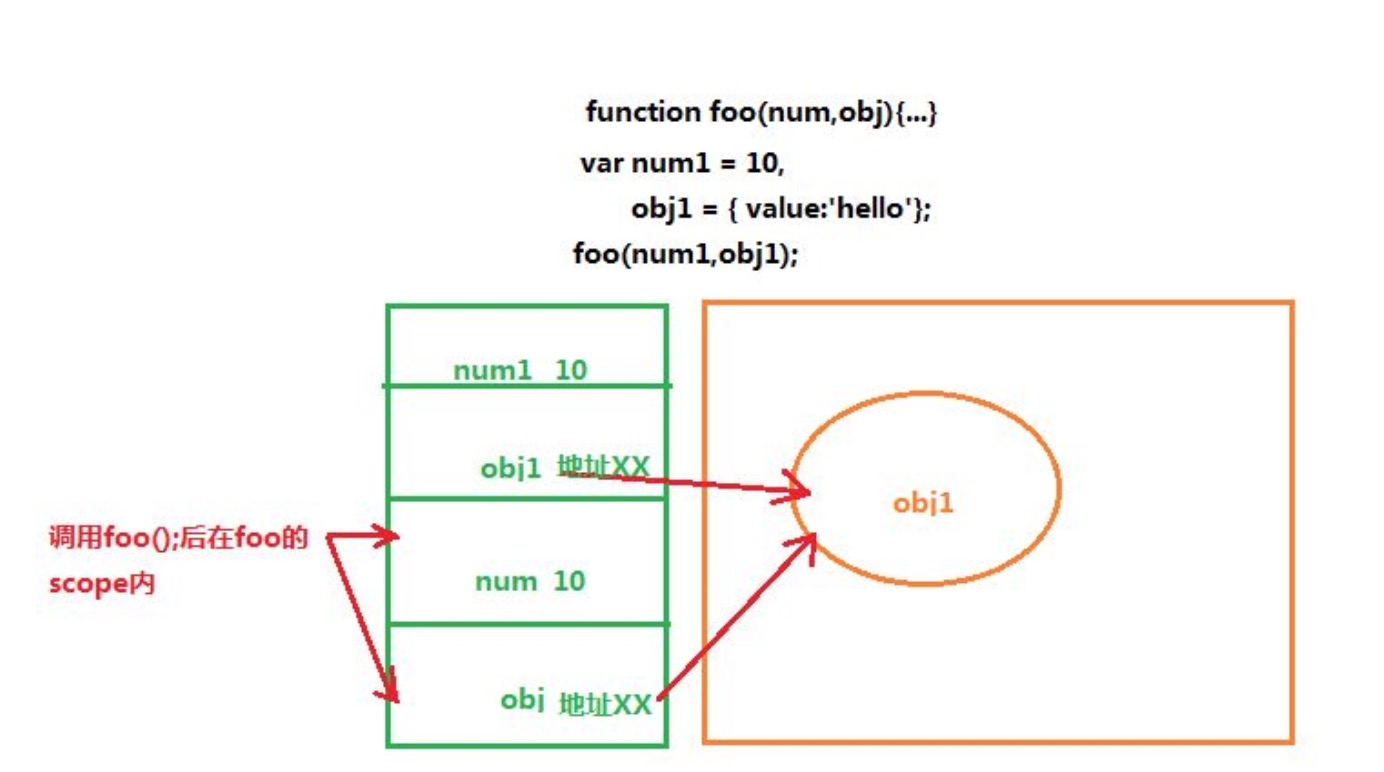 function foo(num,obj){...}
var num1 = 10,
obj1 = { value:'hello'};
foo(num1,obj1);
num1 10
obj1 地址XX
obj1
调用foo();后在foo的
scope内
num 10
obj 地址XX